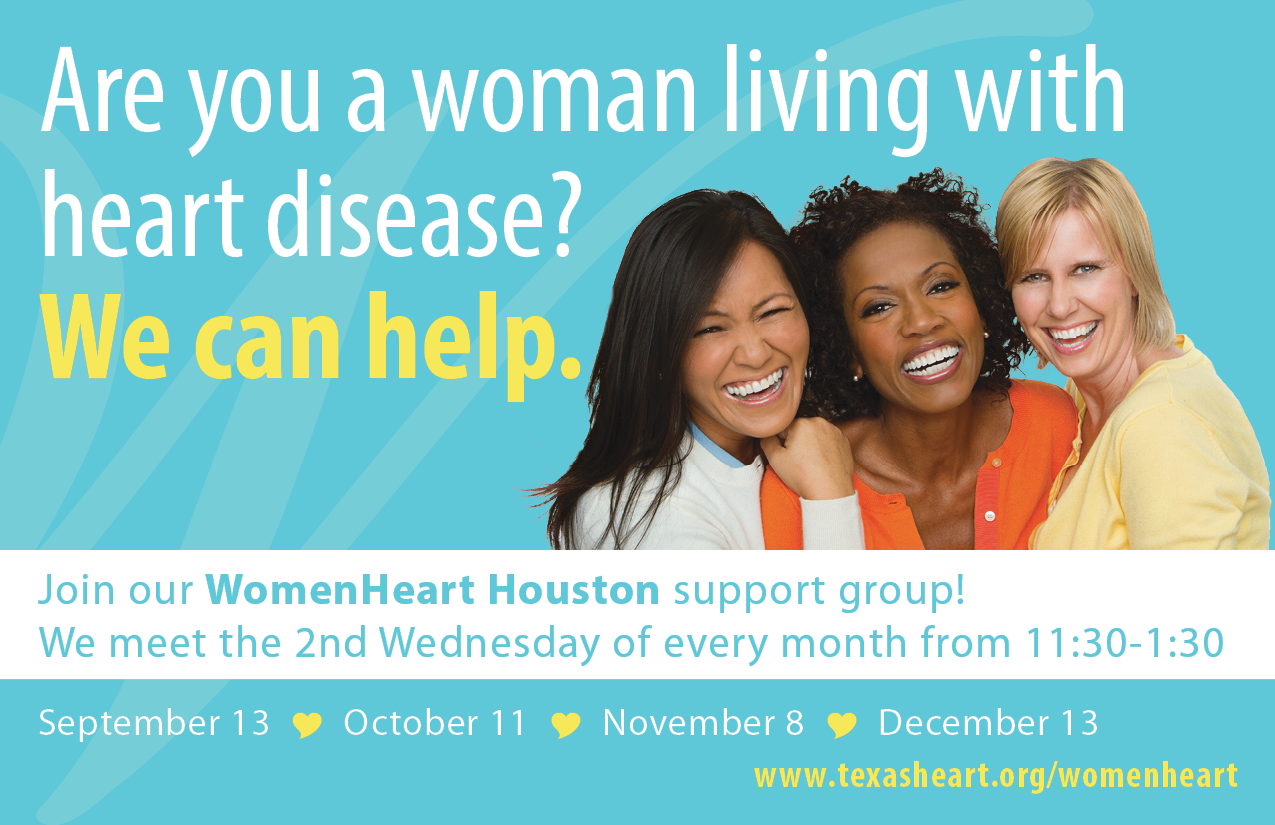 Are you a woman living with
heart disease?
We can help.
Join our WomenHeart Houston support group!
We meet the 2nd Wednesday of every month from 11:30-1:30
September 13 October 11 November 8 December 13
www.texasheart.org/womenheart